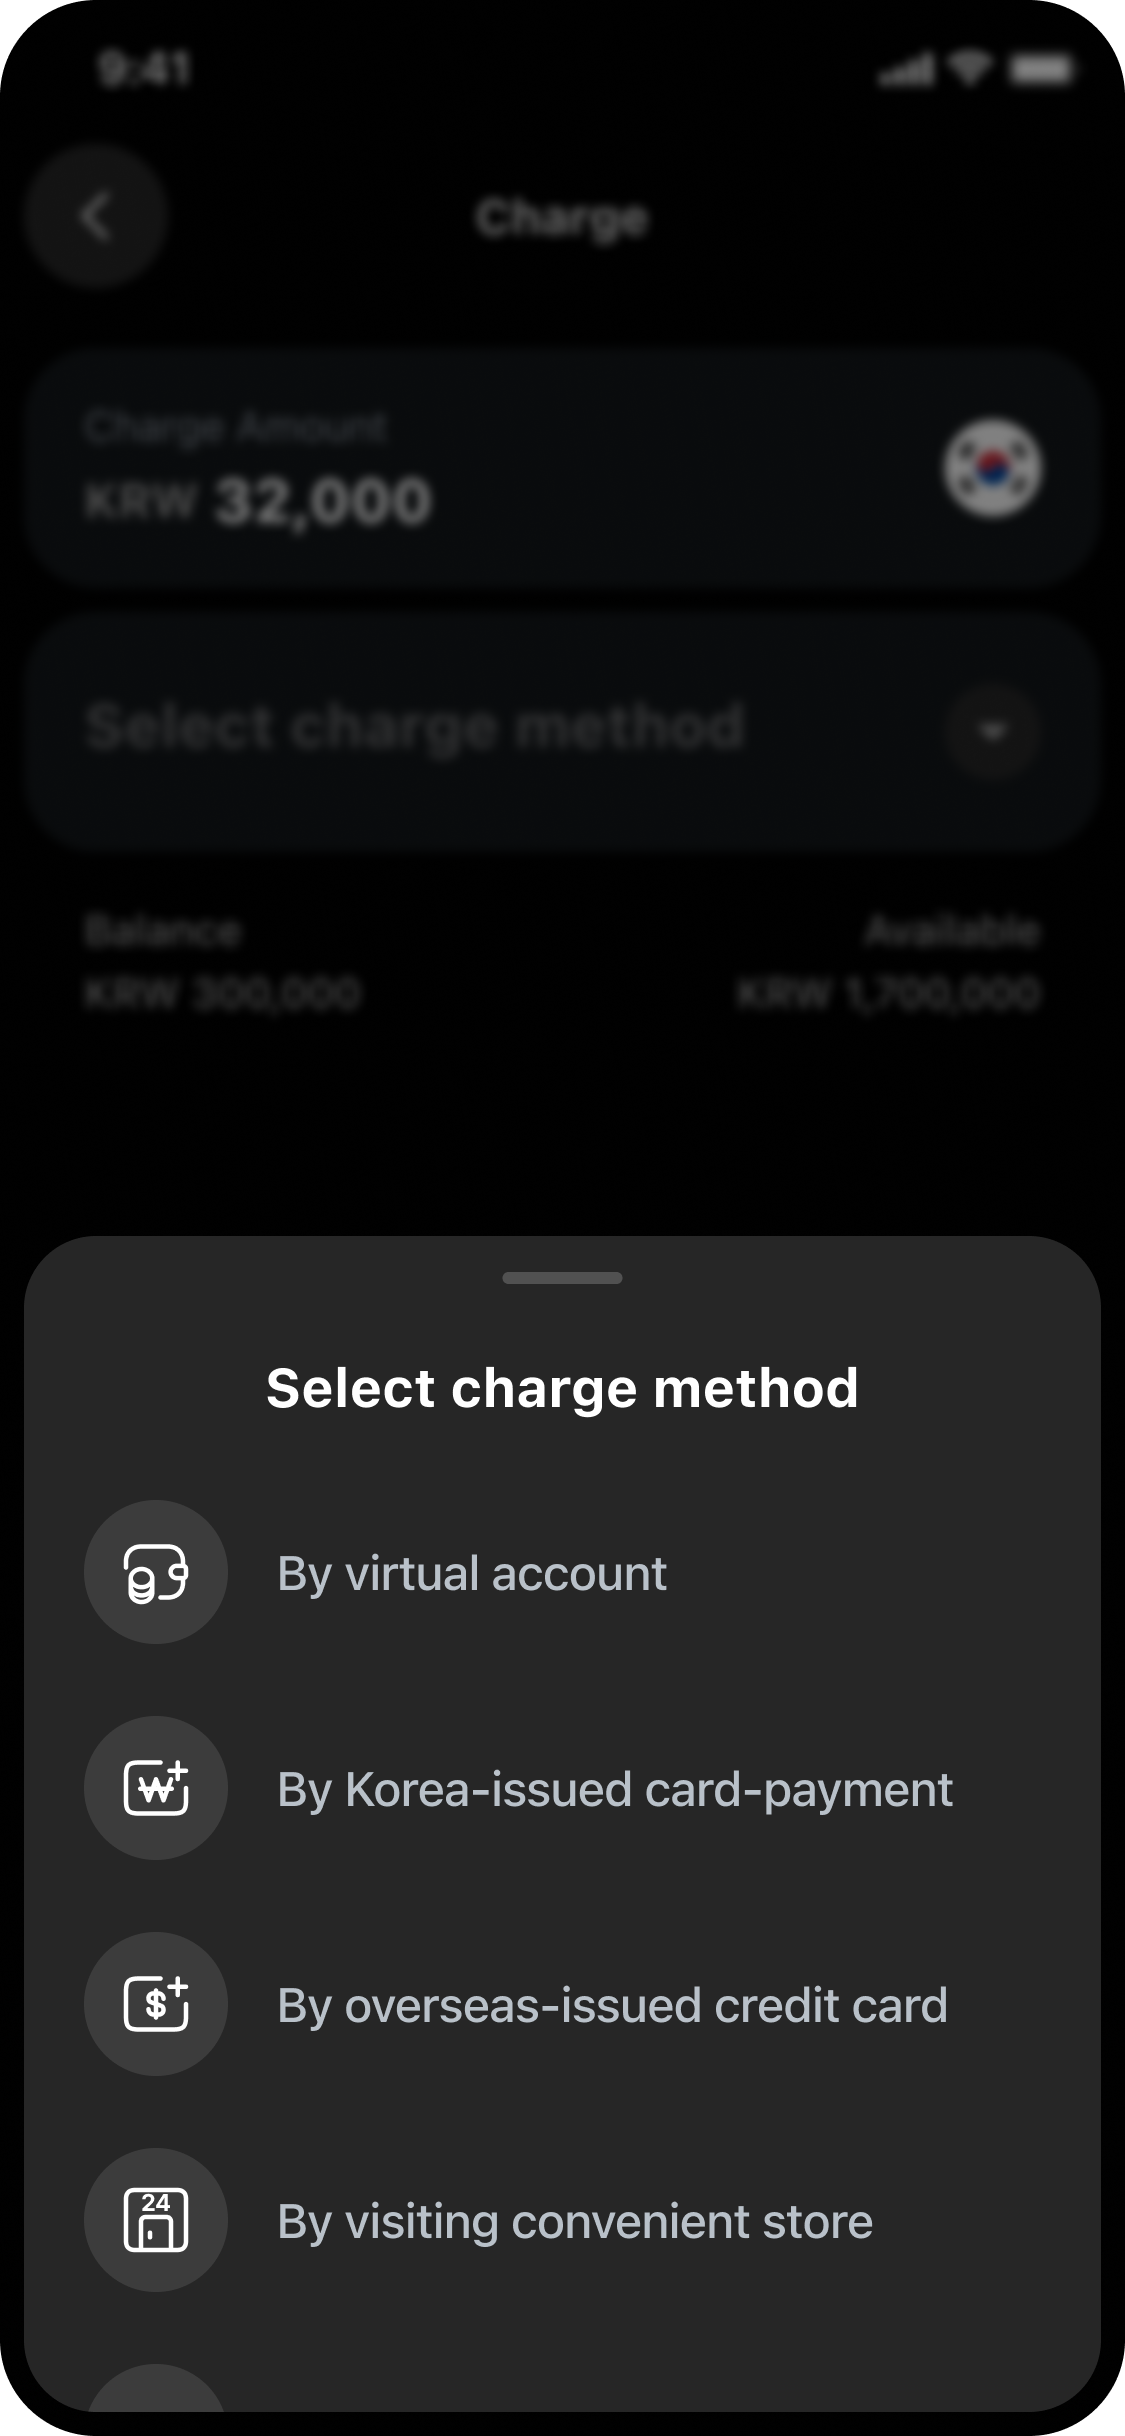 9:41
Charge
Charge Amount
KRW 32,000
Select charge method
Balance
Available
KRW 300,000
KRW 1,700,000
Select charge method
By virtual account
By Korea-issued card-payment
By overseas-issued credit card
24
By visiting convenient store